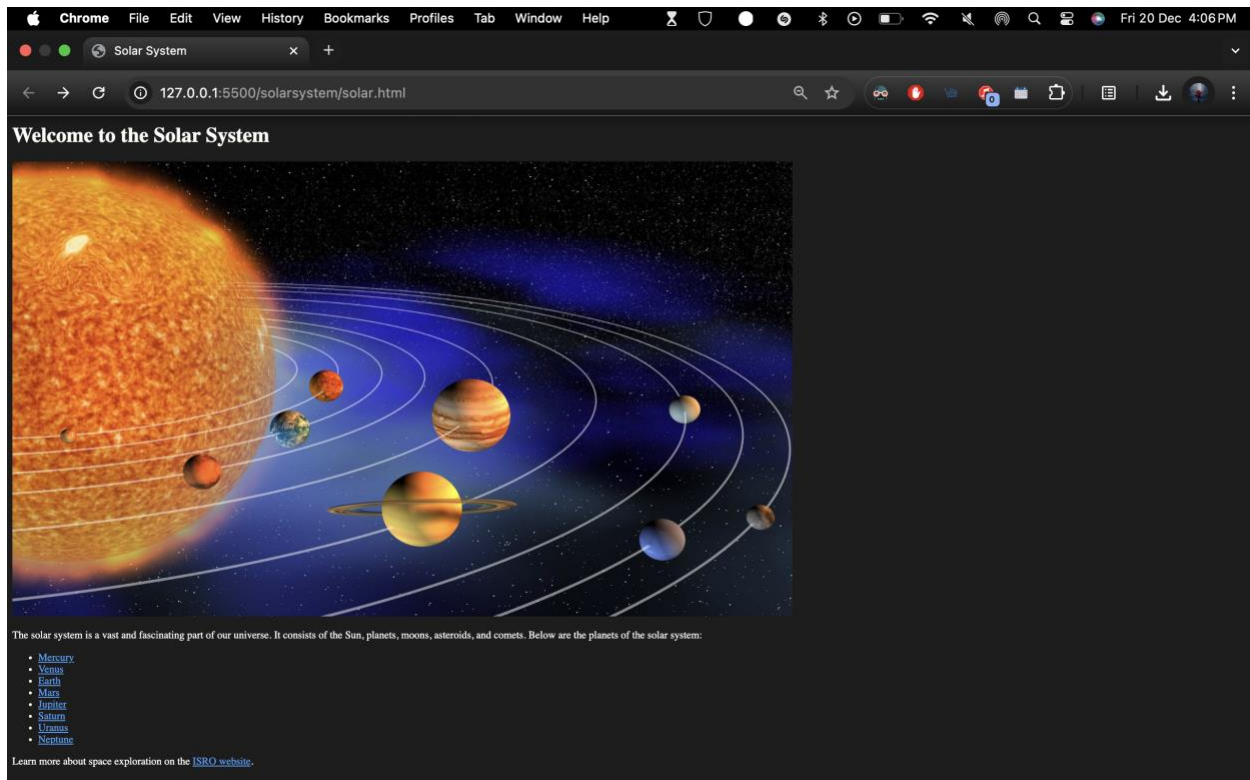 Chrome File Edit View History Bookmarks Profiles Tab Window Help Fri 20 Dec 4:06 PM
Solar System
127.0.0.1:5500/solarsystem/solar.html
0
Welcome to the Solar System
The solar system is a vast and fascinating part of our universe. It consists of the Sun, planets, moons, asteroids, and comets. Below are the planets of the solar system:
• Mercury
• Venus
• Earth
• Mars
• Jupiter
• Saturn
• Uranus
• Neptune
Learn more about space exploration on the ISRO website.